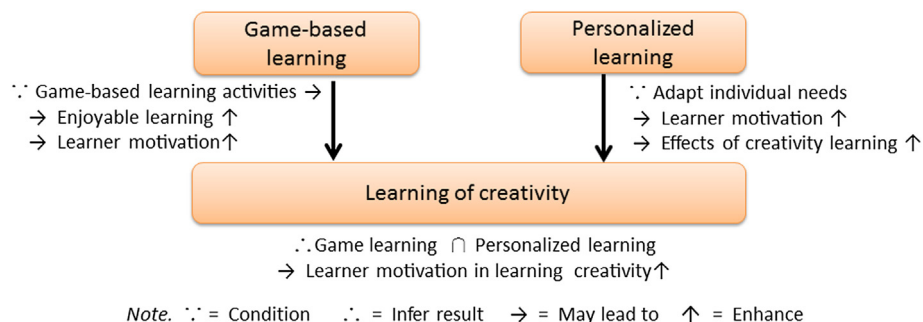 Game-based
learning
Personalized
learning
∵ Game-based learning activities →
→ Enjoyable learning ↑
→ Learner motivation↑
∵ Adapt individual needs
→ Learner motivation ↑
→ Effects of creativity learning ↑
Learning of creativity
∴Game learning ∩ Personalized learning
→ Learner motivation in learning creativity↑
Note. ∵ = Condition ∴ = Infer result → = May lead to ↑ = Enhance